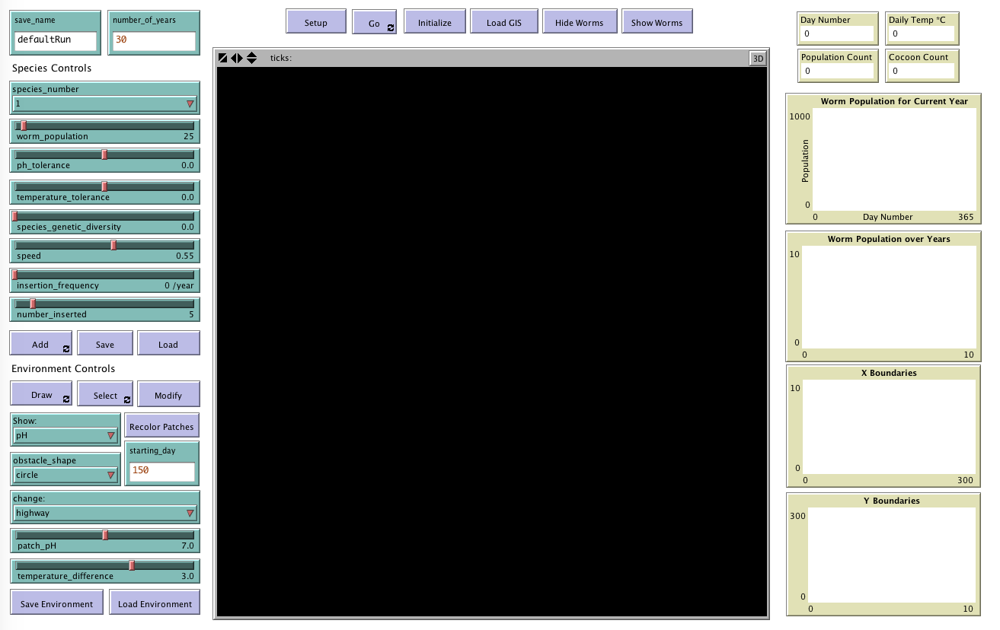 save_name
defaultRun
number_of_years
30
Setup
Go
Initialize
Load GIS
Hide Worms
Show Worms
Day Number
0
Daily Temp *C
0
Population Count
0
Cocoon Count
0
Species Controls
species_number
1
worm_population 25
ph_tolerance 0.0
temperature_tolerance 0.0
species_genetic_diversity 0.0
speed 0.55
insertion_frequency 0 /year
number_inserted 5
Add
Save
Load
Environment Controls
Draw
Select
Modify
Show:
pH
Recolor Patches
obstacle_shape
circle
starting_day
150
change:
highway
patch_pH 7.0
temperature_difference 3.0
Save Environment
Load Environment
ticks:
3D
Worm Population for Current Year
1000
Population
0
0 Day Number 365
Worm Population over Years
10
0
0 10
X Boundaries
10
0
0 300
Y Boundaries
300
0
0 10